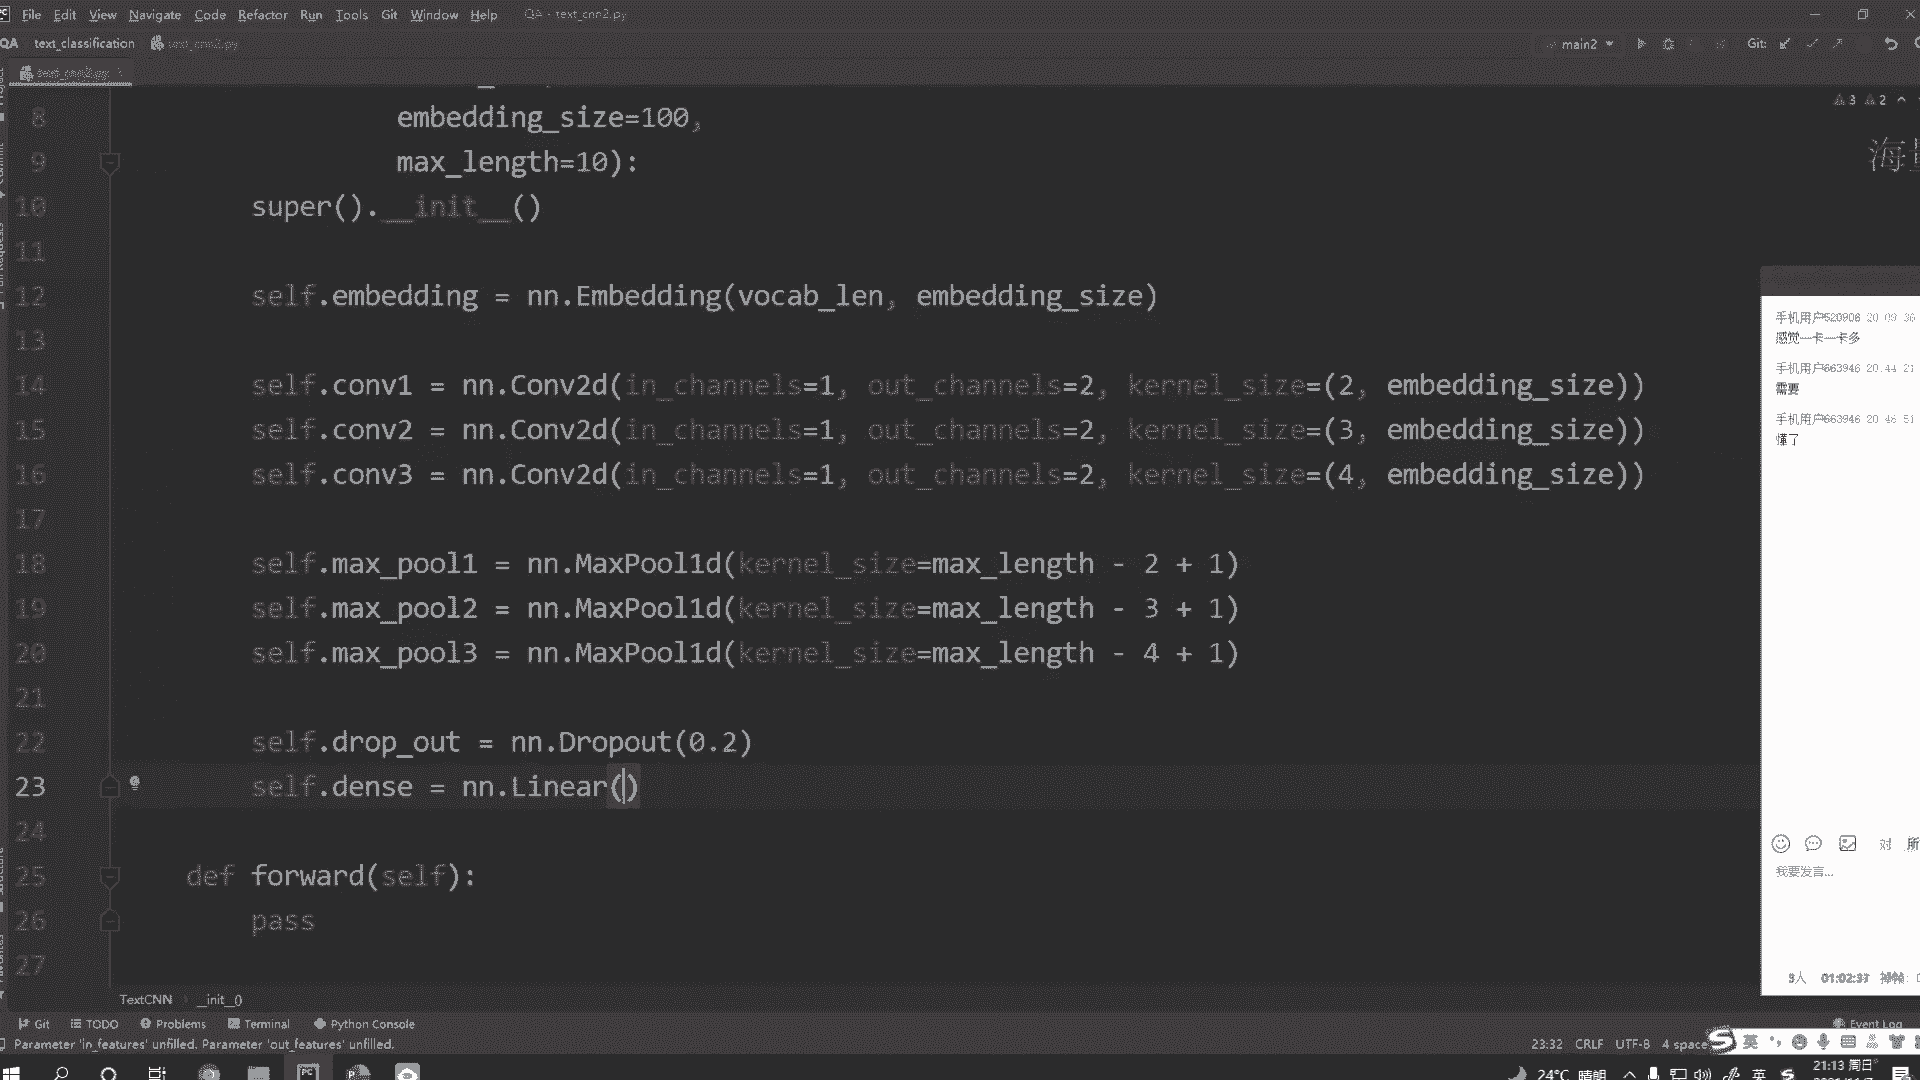 File Edit View Navigate Code Refactor Run Tools Git Window Help QA - text_cnn2.py
QA text_classification text_cnn2.py main2 Git:
text_cnn2.py
3 2
8 embedding_size=100,
9 max_length=10):
10 super().__init__()
11
12 self.embedding = nn.Embedding(vocab_len, embedding_size)
13
14 self.conv1 = nn.Conv2d(in_channels=1, out_channels=2, kernel_size=(2, embedding_size))
15 self.conv2 = nn.Conv2d(in_channels=1, out_channels=2, kernel_size=(3, embedding_size))
16 self.conv3 = nn.Conv2d(in_channels=1, out_channels=2, kernel_size=(4, embedding_size))
17
18 self.max_pool1 = nn.MaxPool1d(kernel_size=max_length - 2 + 1)
19 self.max_pool2 = nn.MaxPool1d(kernel_size=max_length - 3 + 1)
20 self.max_pool3 = nn.MaxPool1d(kernel_size=max_length - 4 + 1)
21
22 self.drop_out = nn.Dropout(0.2)
23 self.dense = nn.Linear()
24
25 def forward(self):
26 pass
27
海
手机用户520906 20:09:36
感觉一卡一卡多
手机用户663946 20:44:21
需要
手机用户663946 20:46:51
懂了
对 所
我要发言...
01:02:37
TextCNN __init__()
Git TODO Problems Terminal Python Console Event Log
Parameter 'in_features' unfilled. Parameter 'out_features' unfilled.
23:32 CRLF UTF-8 4 space
英
24°C 晴朗 英 21:13 周日